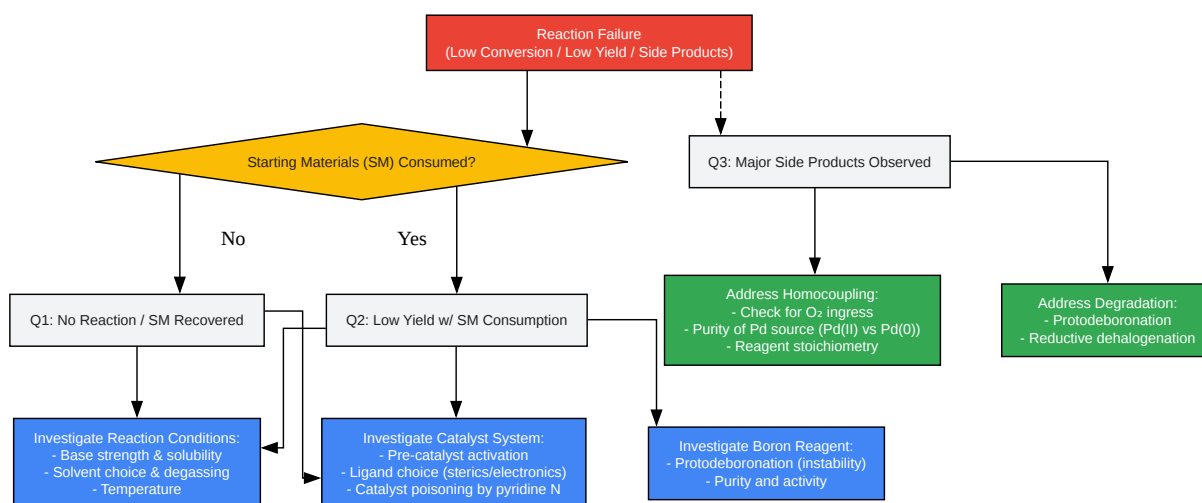 Reaction Failure
(Low Conversion / Low Yield / Side Products)
Starting Materials (SM) Consumed?
Q3: Major Side Products Observed
No
Yes
Q1: No Reaction / SM Recovered
Q2: Low Yield w/ SM Consumption
Address Homocoupling:
- Check for O₂ ingress
- Purity of Pd source (Pd(II) vs Pd(0))
- Reagent stoichiometry
Address Degradation:
- Protodeboronation
- Reductive dehalogenation
Investigate Reaction Conditions:
- Base strength & solubility
- Solvent choice & degassing
- Temperature
Investigate Catalyst System:
- Pre-catalyst activation
- Ligand choice (sterics/electronics)
- Catalyst poisoning by pyridine N
Investigate Boron Reagent:
- Protodeboronation (instability)
- Purity and activity